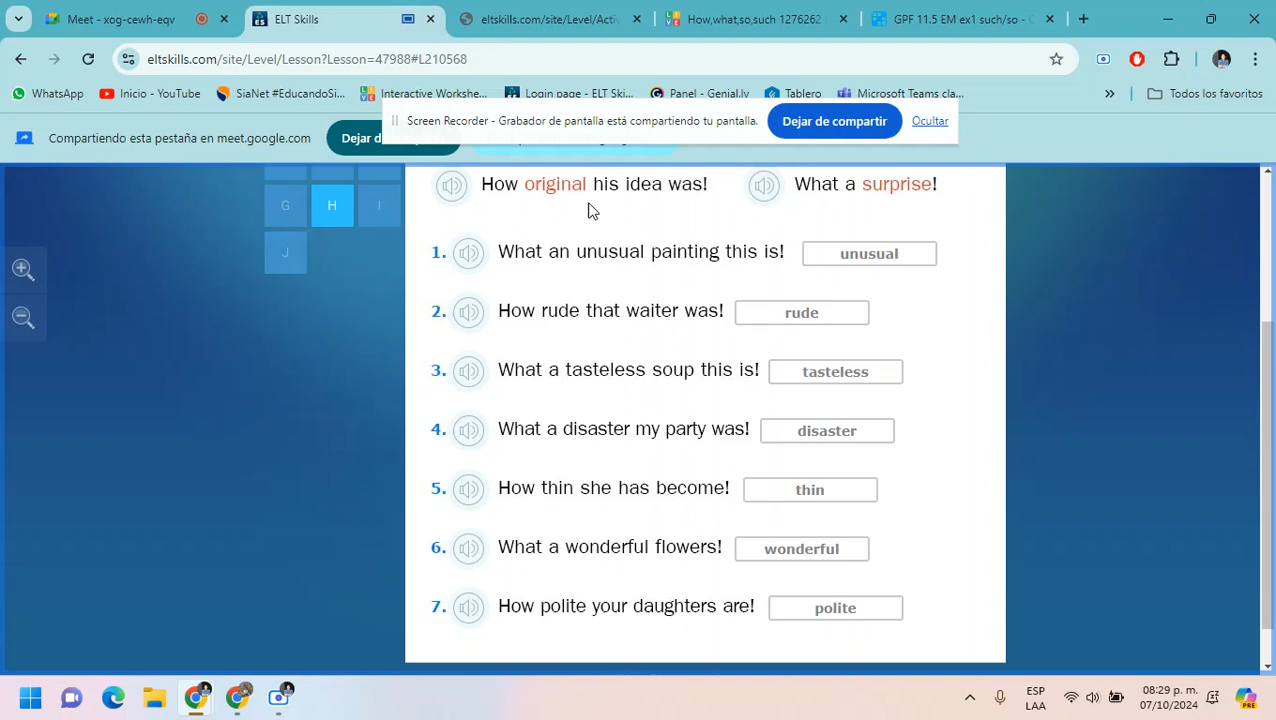 Meet - xog-cewh-eqv
ELT Skills
eltskills.com/site/Level/Activ
How,what,so,such 1276262
GPF 11.5 EM ex1 such/so -
eltskills.com/site/Level/Lesson?Lesson=47988#L210568
WhatsApp
Inicio - YouTube
SiaNet #EducandoSi...
Interactive Workshe...
Login page - ELT Ski...
Panel - Genial.ly
Tablero
Microsoft Teams cla...
Todos los favoritos
Screen Recorder - Grabador de pantalla está compartiendo tu pantalla.
Dejar de compartir
Ocultar
Compartiendo esta pestaña en meet.google.com
How original his idea was!
What a surprise!
G
H
I
J
1. What an unusual painting this is! unusual
2. How rude that waiter was! rude
3. What a tasteless soup this is! tasteless
4. What a disaster my party was! disaster
5. How thin she has become! thin
6. What a wonderful flowers! wonderful
7. How polite your daughters are! polite
ESP
LAA
08:29 p. m.
07/10/2024
PRE